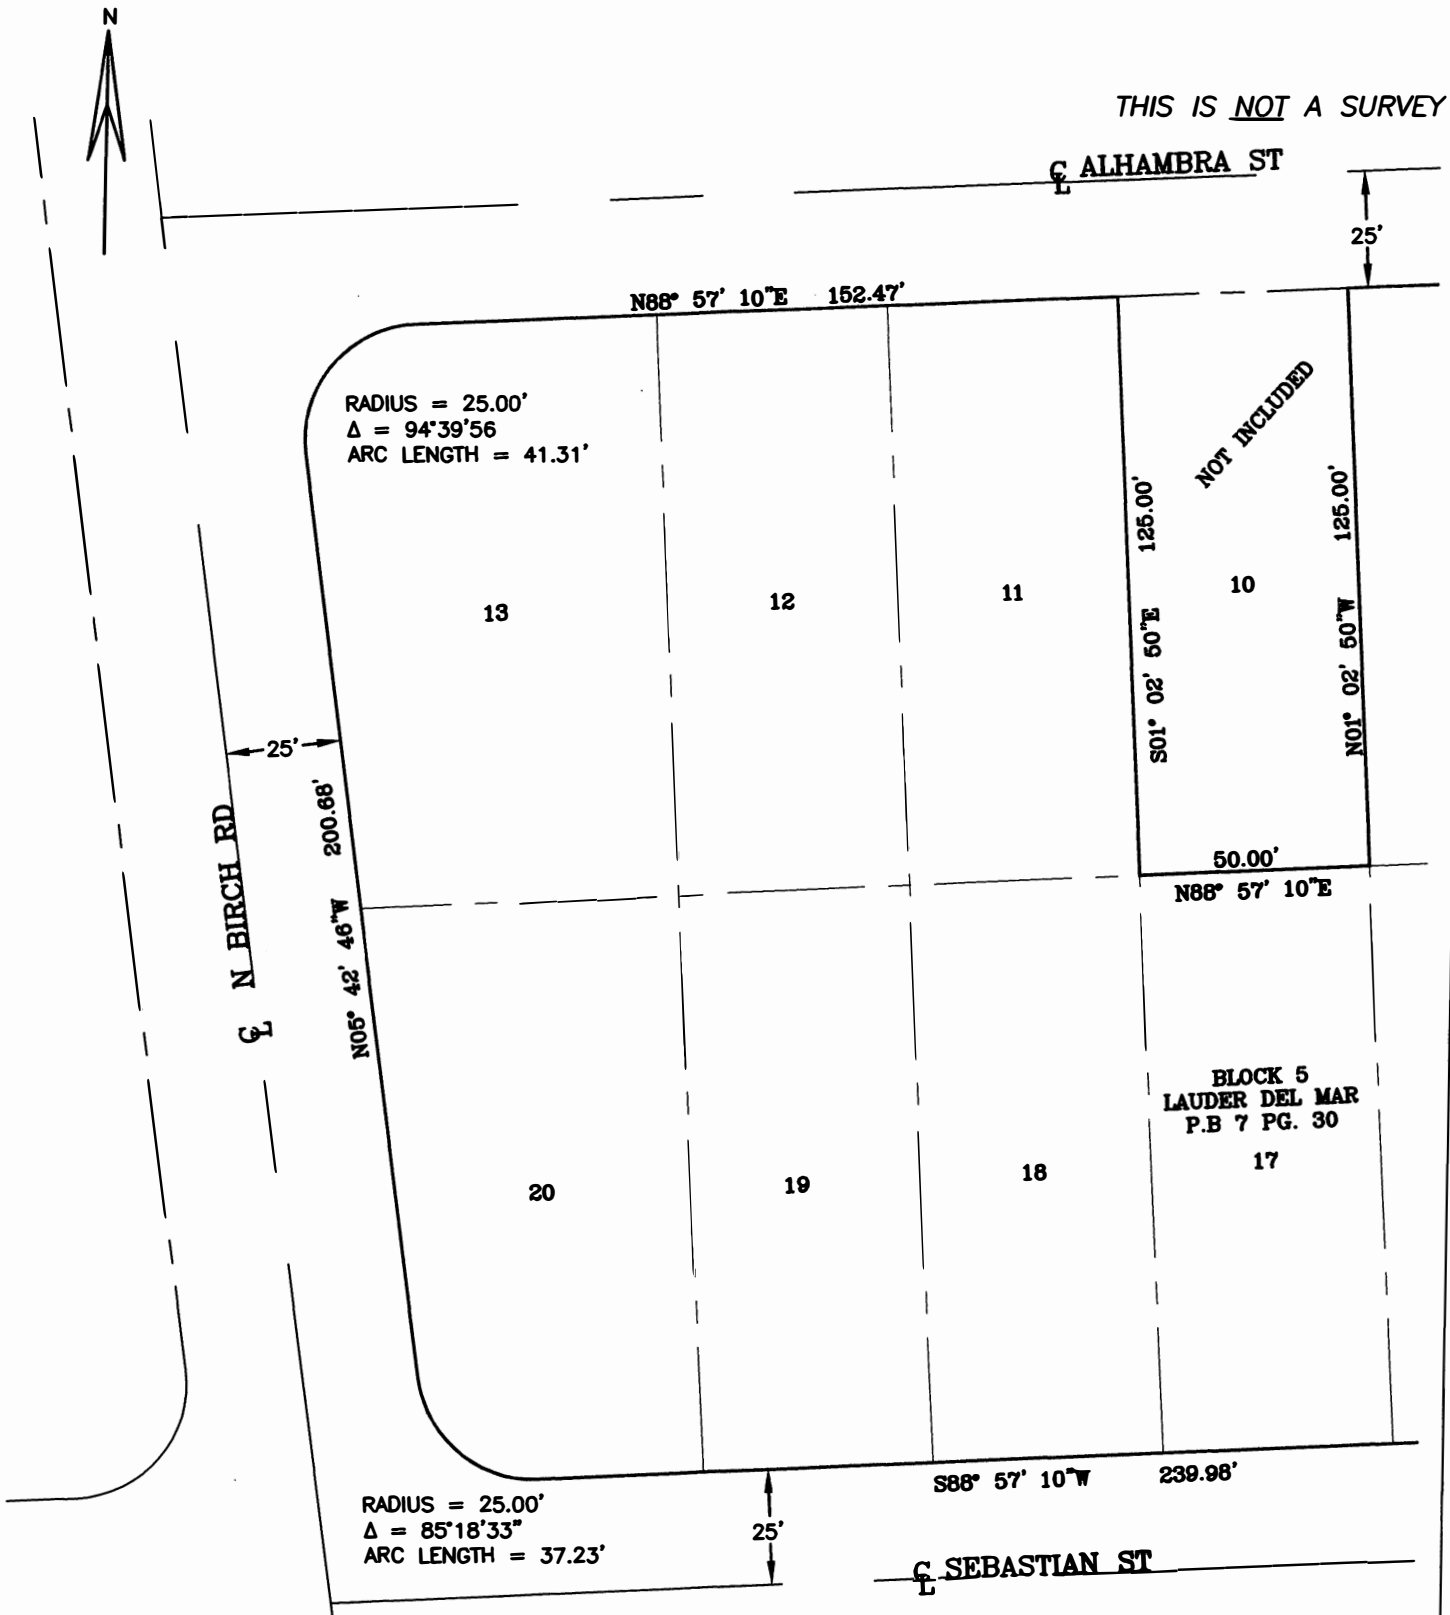 N
THIS IS NOT A SURVEY
℄ ALHAMBRA ST
25'
N88° 57' 10"E 152.47'
RADIUS = 25.00'
Δ = 94°39'56
ARC LENGTH = 41.31'
NOT INCLUDED
S01° 02' 50"E 125.00'
N01° 02' 50"W 125.00'
13
12
11
10
25'
N05° 42' 46"W 200.68'
℄ N BIRCH RD
50.00'
N88° 57' 10"E
BLOCK 5
LAUDER DEL MAR
P.B 7 PG. 30
20
19
18
17
S88° 57' 10"W 239.98'
RADIUS = 25.00'
Δ = 85°18'33"
ARC LENGTH = 37.23'
25'
℄ SEBASTIAN ST